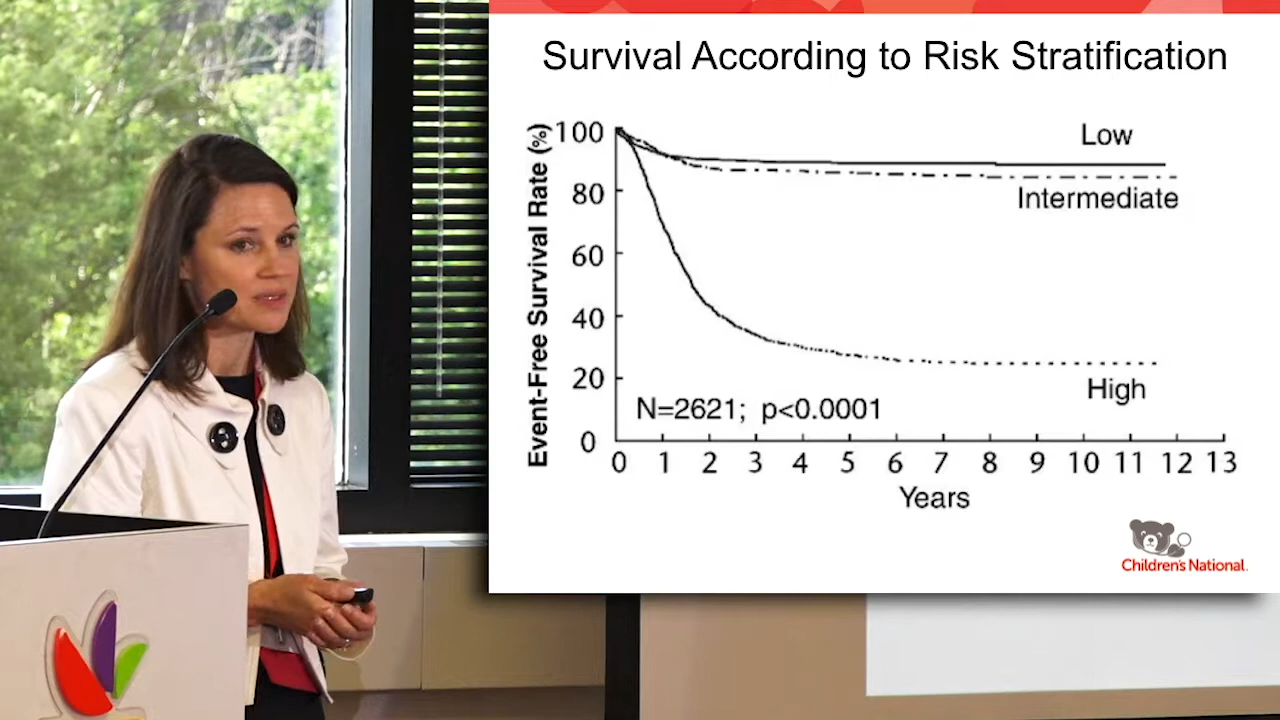 Survival According to Risk Stratification
Event-Free Survival Rate (%)
100
80
60
40
20
0
Low
Intermediate
High
N=2621; p<0.0001
0 1 2 3 4 5 6 7 8 9 10 11 12 13
Years
Children's National.